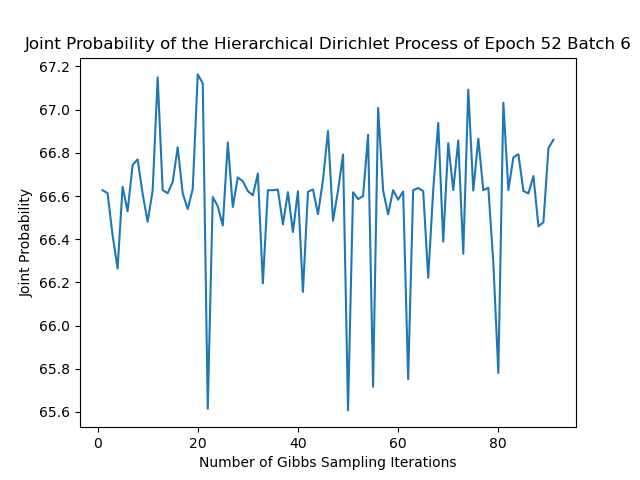 Joint Probability of the Hierarchical Dirichlet Process of Epoch 52 Batch 6
67.2
67.0
66.8
66.6
66.4
66.2
66.0
65.8
65.6
Joint Probability
0 20 40 60 80
Number of Gibbs Sampling Iterations